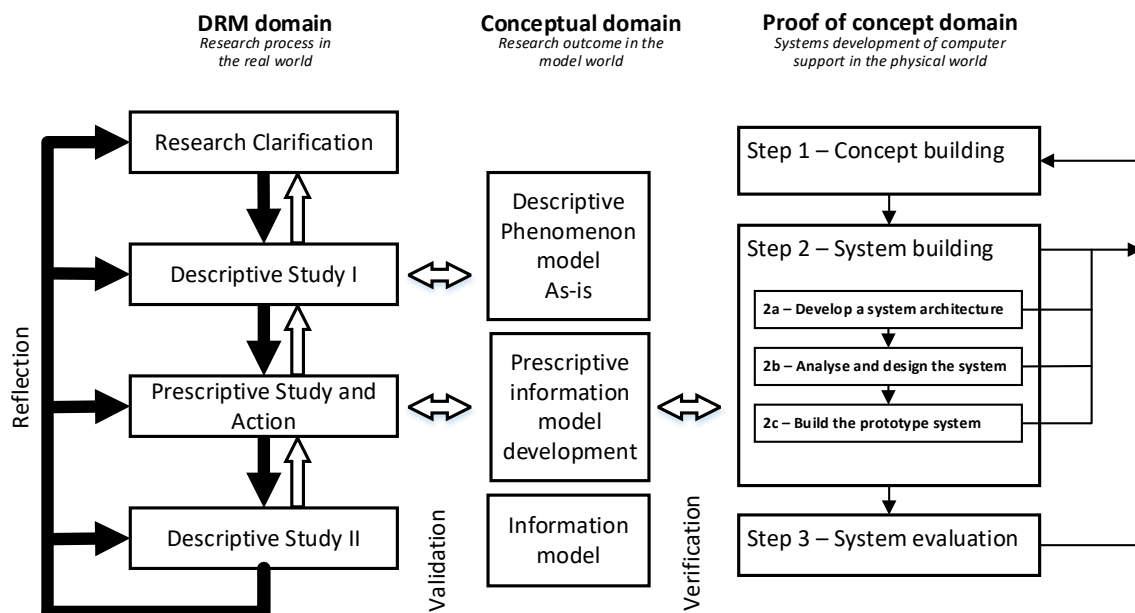 DRM domain
Research process in
the real world
Conceptual domain
Research outcome in the
model world
Proof of concept domain
Systems development of computer
support in the physical world
Reflection
Research Clarification
Descriptive Study I
Prescriptive Study and
Action
Descriptive Study II
Validation
Descriptive
Phenomenon
model
As-is
Prescriptive
information
model
development
Information
model
Verification
Step 1 – Concept building
Step 2 – System building
2a – Develop a system architecture
2b – Analyse and design the system
2c – Build the prototype system
Step 3 – System evaluation